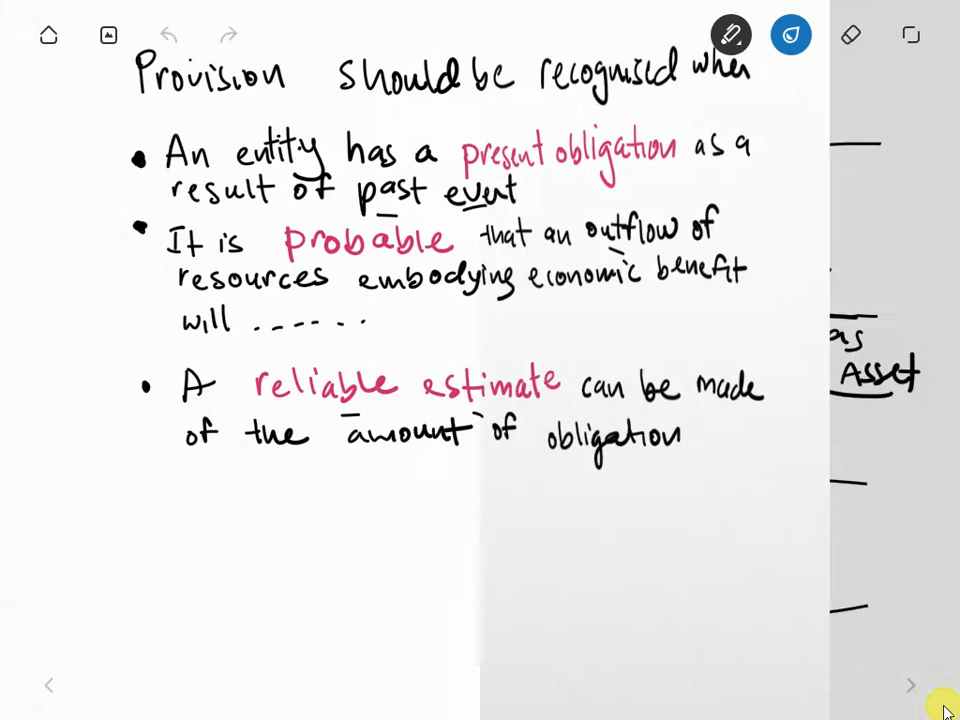 Provision should be recognised when
• An entity has a present obligation as a
result of past event
• It is probable that an outflow of
resources embodying economic benefit
will .......
• A reliable estimate can be made
of the amount of obligation
as
Asset